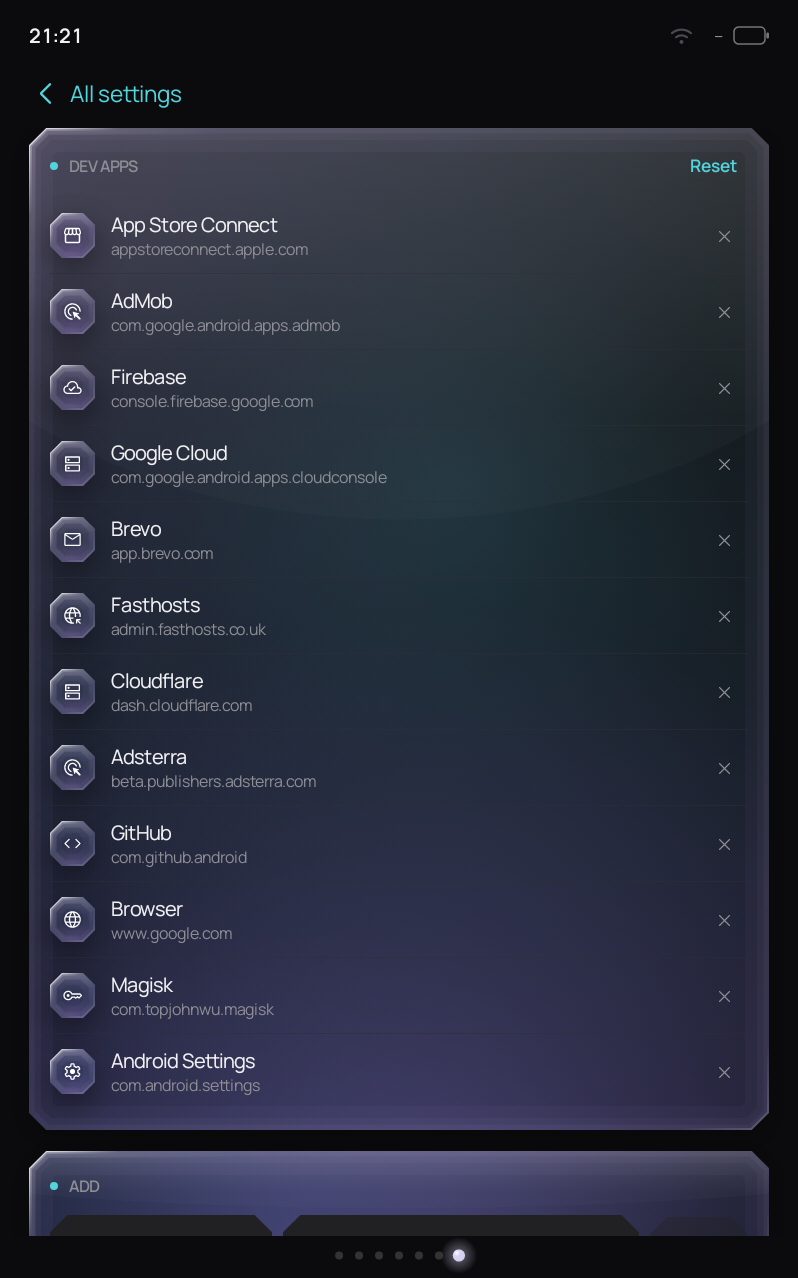 21:21
–
All settings
DEV APPS
Reset
App Store Connect
appstoreconnect.apple.com
AdMob
com.google.android.apps.admob
Firebase
console.firebase.google.com
Google Cloud
com.google.android.apps.cloudconsole
Brevo
app.brevo.com
Fasthosts
admin.fasthosts.co.uk
Cloudflare
dash.cloudflare.com
Adsterra
beta.publishers.adsterra.com
GitHub
com.github.android
Browser
www.google.com
Magisk
com.topjohnwu.magisk
Android Settings
com.android.settings
ADD